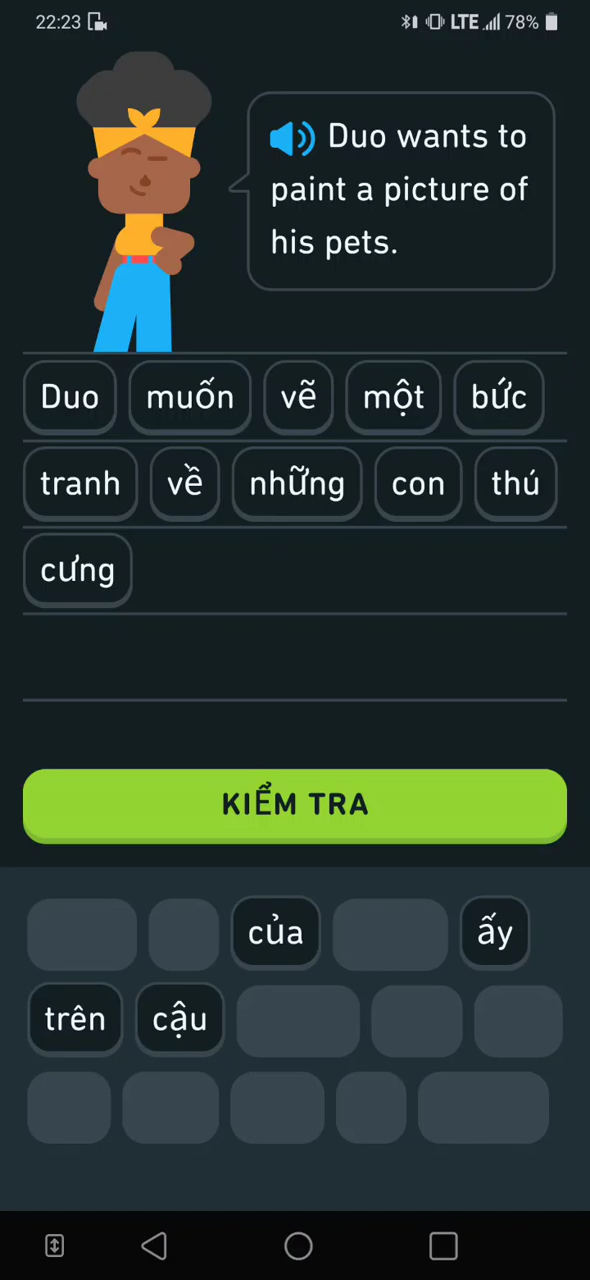 22:23 LTE 78%
Duo wants to
paint a picture of
his pets.
Duo muốn vẽ một bức
tranh về những con thú
cưng
KIỂM TRA
của ấy
trên cậu